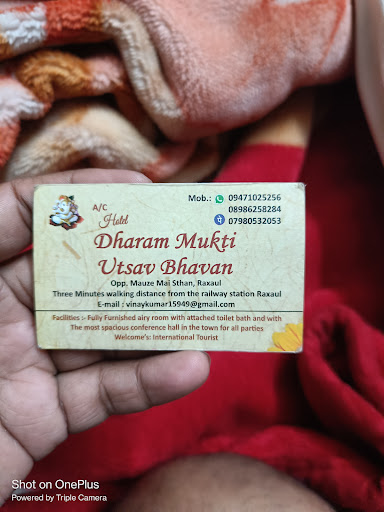 Mob.: 09471025256
08986258284
07980532053
A/C
Hotel
Dharam Mukti
Utsav Bhavan
Opp, Mauze Mai Sthan, Raxaul
Three Minutes walking distance from the railway station Raxaul
E-mail : vinaykumar15949@gmail.com
Facilities :- Fully Furnished airy room with attached toilet bath and with
The most spacious conference hall in the town for all parties
Welcome's: International Tourist
Shot on OnePlus
Powered by Triple Camera